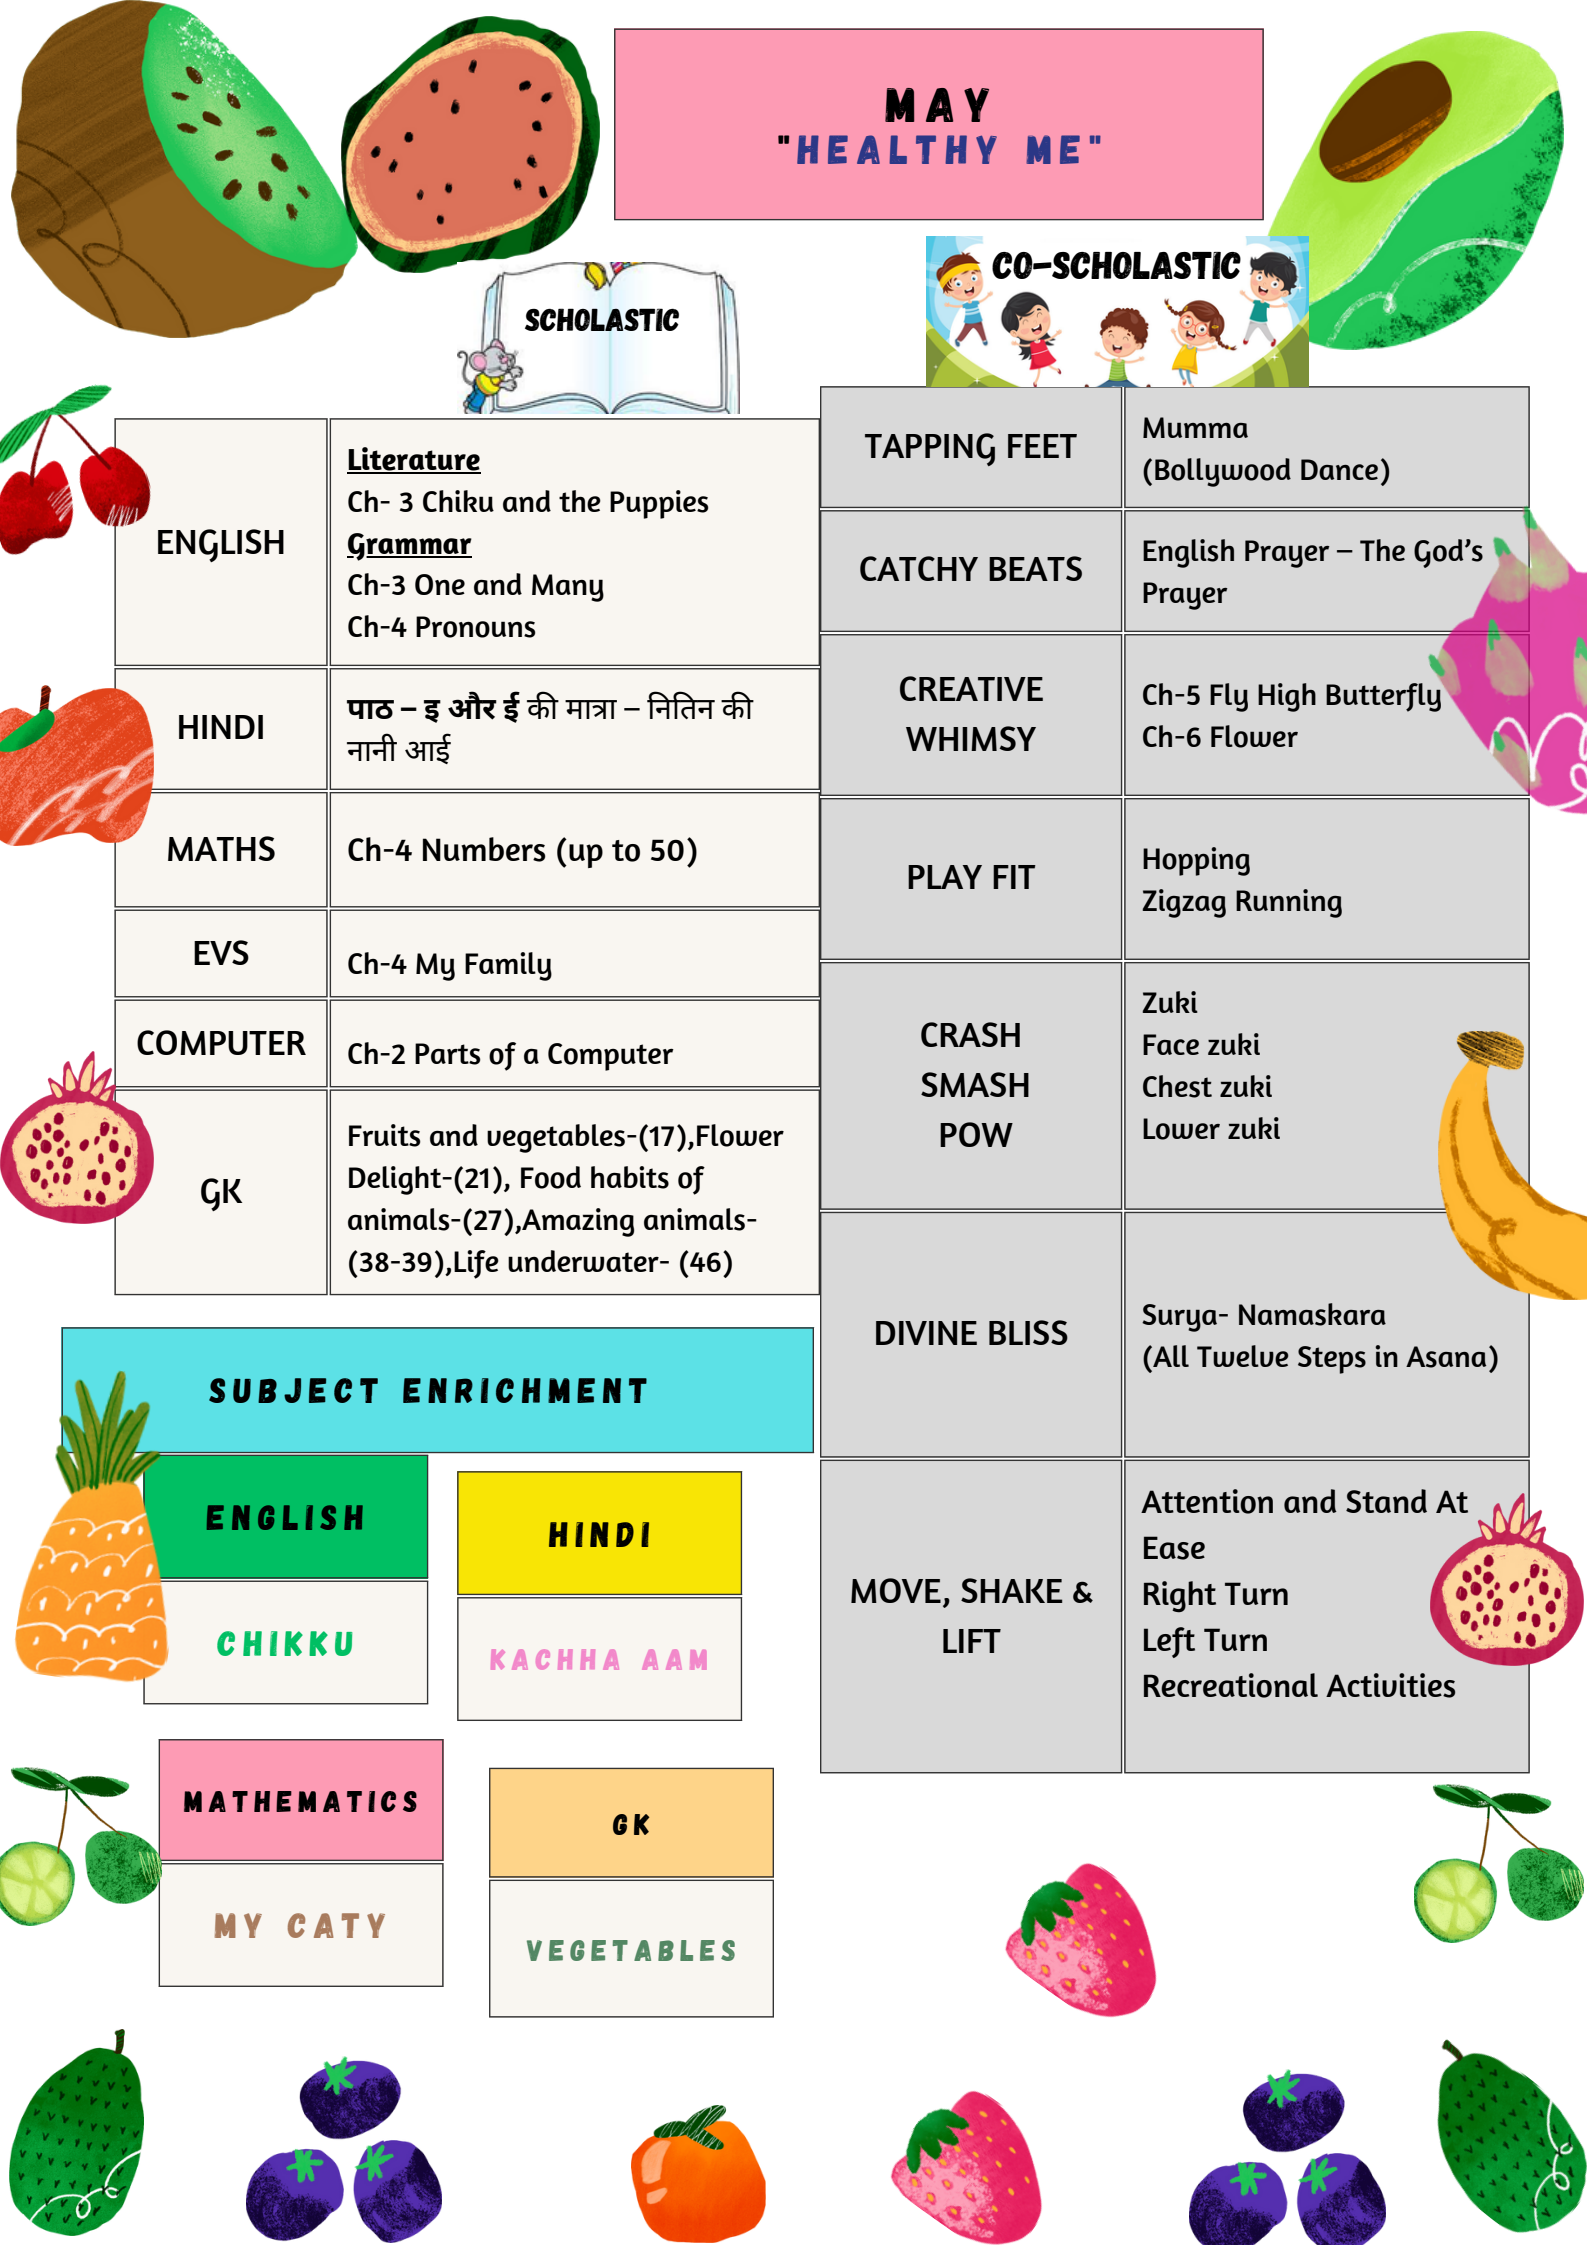 MAY
"HEALTHY ME"
SCHOLASTIC
CO-SCHOLASTIC
ENGLISH
Literature
Ch- 3 Chiku and the Puppies
Grammar
Ch-3 One and Many
Ch-4 Pronouns
HINDI
पाठ – इ और ई की मात्रा – नितिन की
नानी आई
MATHS
Ch-4 Numbers (up to 50)
EVS
Ch-4 My Family
COMPUTER
Ch-2 Parts of a Computer
GK
Fruits and vegetables-(17),Flower
Delight-(21), Food habits of
animals-(27),Amazing animals-
(38-39),Life underwater- (46)
TAPPING FEET
Mumma
(Bollywood Dance)
CATCHY BEATS
English Prayer – The God’s
Prayer
CREATIVE
WHIMSY
Ch-5 Fly High Butterfly
Ch-6 Flower
PLAY FIT
Hopping
Zigzag Running
CRASH
SMASH
POW
Zuki
Face zuki
Chest zuki
Lower zuki
DIVINE BLISS
Surya- Namaskara
(All Twelve Steps in Asana)
MOVE, SHAKE &
LIFT
Attention and Stand At
Ease
Right Turn
Left Turn
Recreational Activities
SUBJECT ENRICHMENT
ENGLISH
CHIKKU
HINDI
KACHHA AAM
MATHEMATICS
MY CATY
GK
VEGETABLES